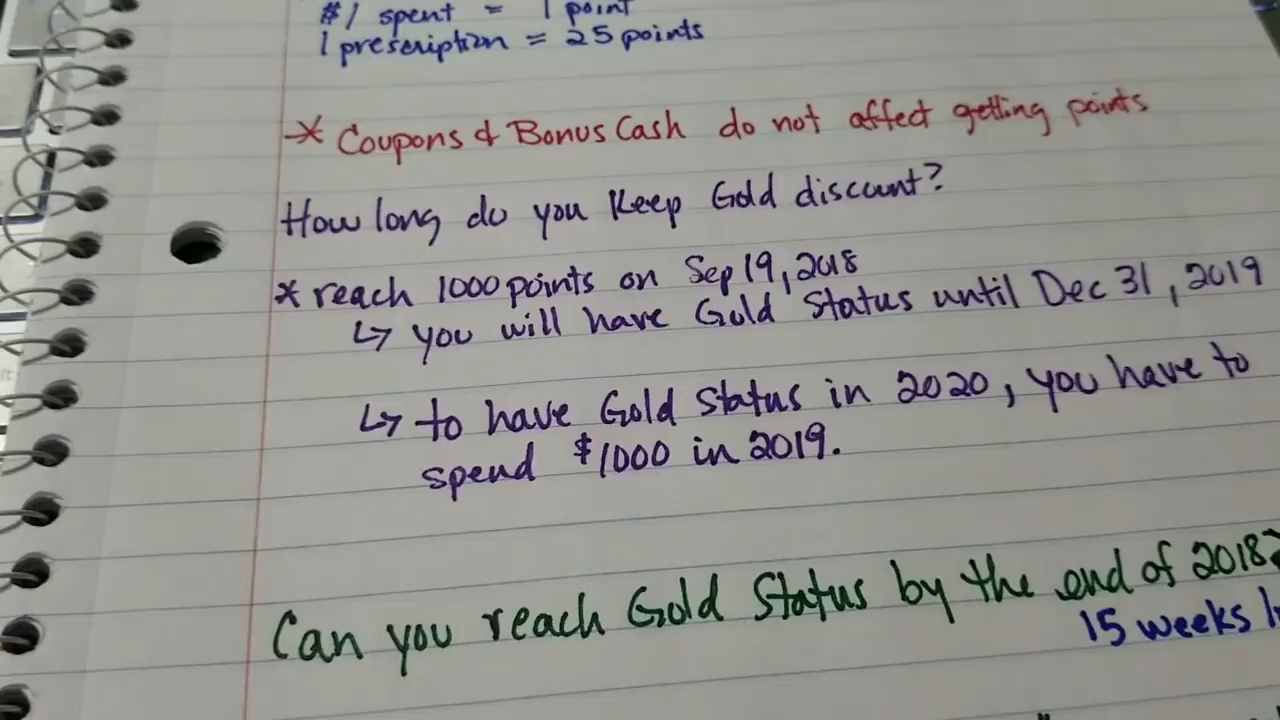 #1 spent = 1 point
1 prescription = 25 points
* Coupons & Bonus Cash do not affect getting points
How long do you keep Gold discount?
* reach 1000 points on Sep 19, 2018
↳ you will have Gold Status until Dec 31, 2019
↳ to have Gold Status in 2020, you have to
spend $1000 in 2019.
Can you reach Gold Status by the end of 2018?
15 weeks